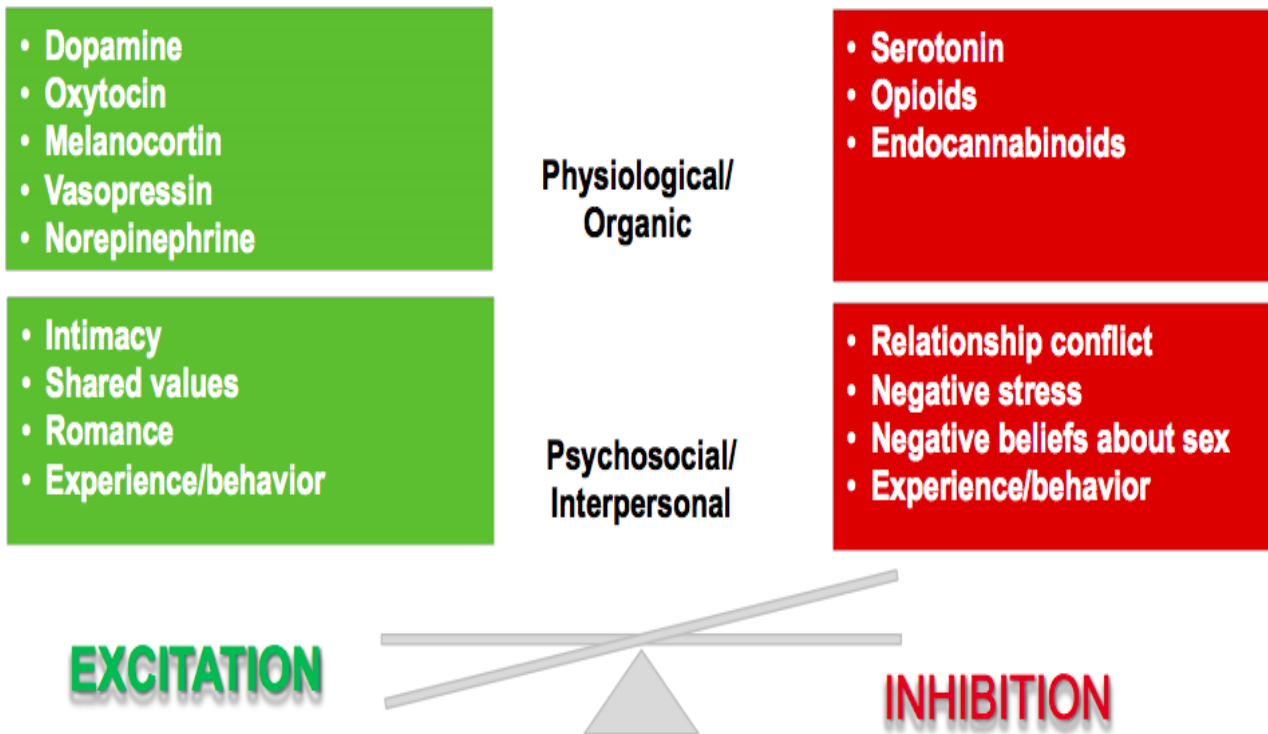 • Dopamine
• Oxytocin
• Melanocortin
• Vasopressin
• Norepinephrine
Physiological/
Organic
• Serotonin
• Opioids
• Endocannabinoids
• Intimacy
• Shared values
• Romance
• Experience/behavior
Psychosocial/
Interpersonal
• Relationship conflict
• Negative stress
• Negative beliefs about sex
• Experience/behavior
EXCITATION
INHIBITION